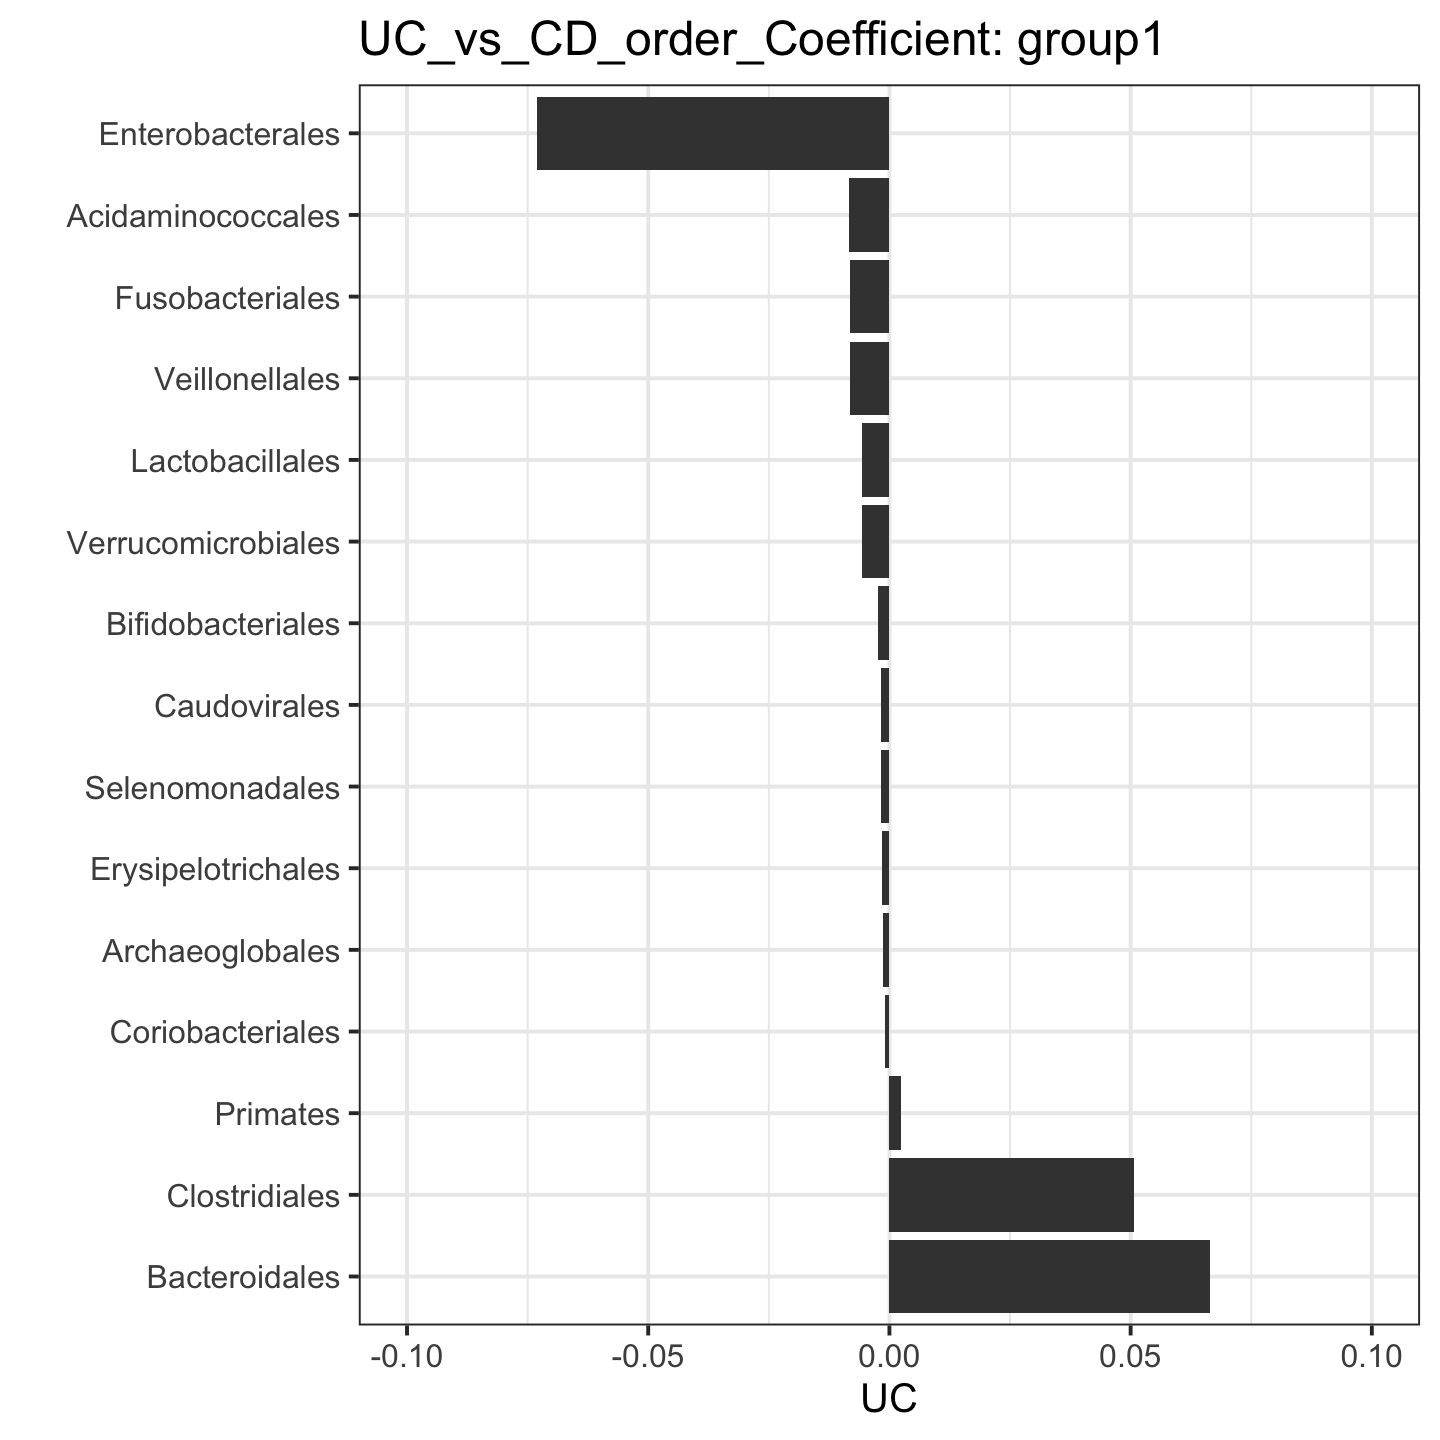 UC_vs_CD_order_Coefficient: group1
Enterobacterales
Acidaminococcales
Fusobacteriales
Veillonellales
Lactobacillales
Verrucomicrobiales
Bifidobacteriales
Caudovirales
Selenomonadales
Erysipelotrichales
Archaeoglobales
Coriobacteriales
Primates
Clostridiales
Bacteroidales
-0.10 -0.05 0.00 0.05 0.10
UC